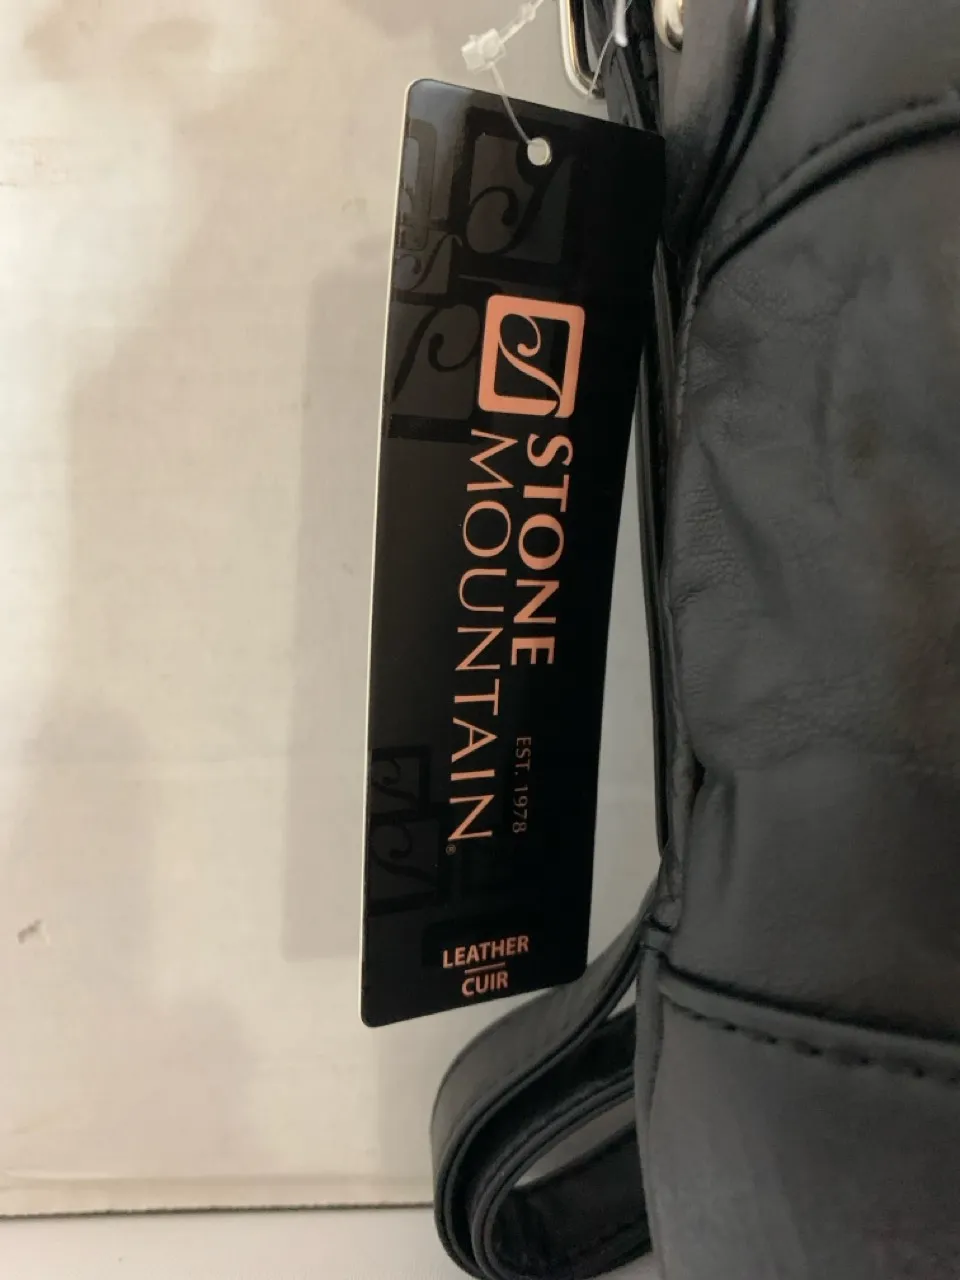 STONE
MOUNTAIN®
EST. 1978
LEATHER
CUIR